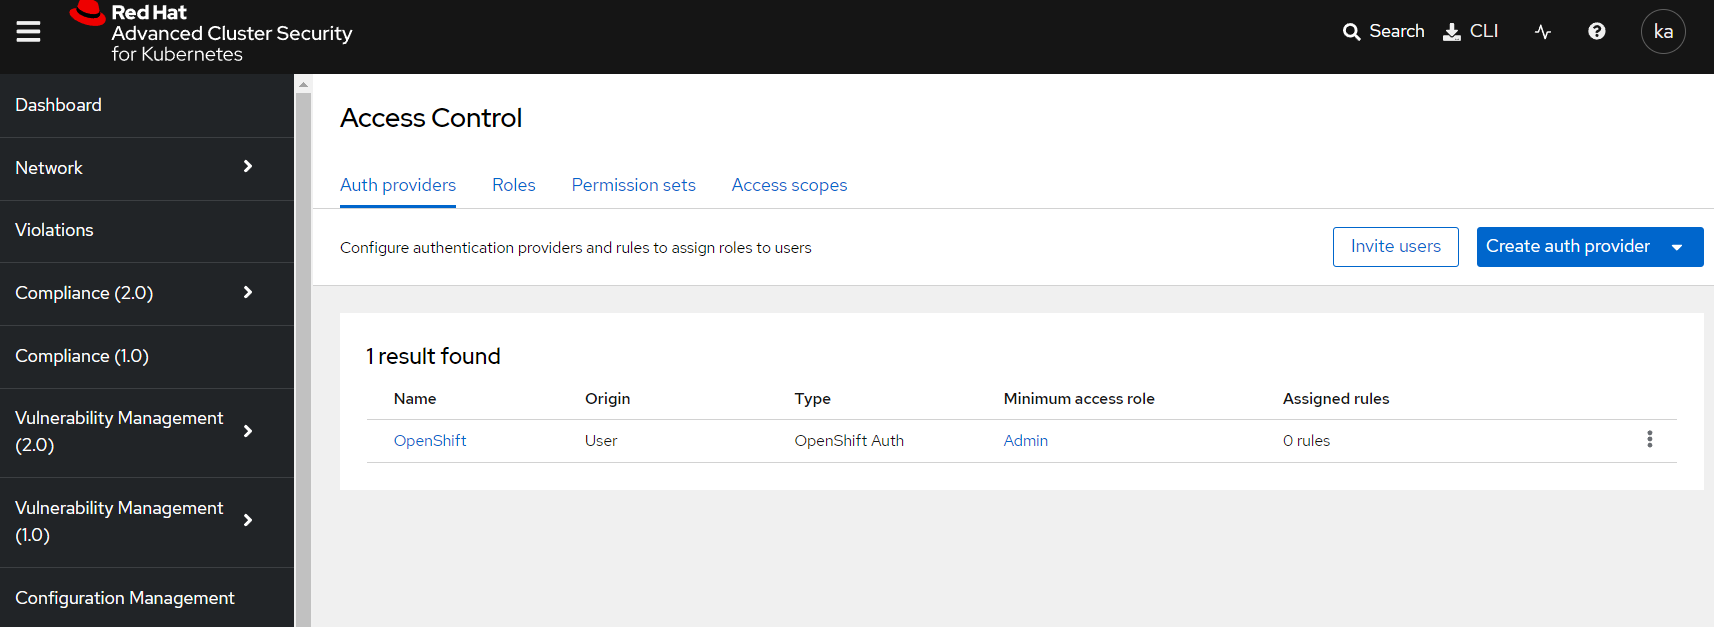 Red Hat
Advanced Cluster Security
for Kubernetes
Search
CLI
ka
Dashboard
Network
Violations
Compliance (2.0)
Compliance (1.0)
Vulnerability Management
(2.0)
Vulnerability Management
(1.0)
Configuration Management
Access Control
Auth providers Roles Permission sets Access scopes
Configure authentication providers and rules to assign roles to users
Invite users
Create auth provider
1 result found
Name Origin Type Minimum access role Assigned rules
OpenShift User OpenShift Auth Admin 0 rules